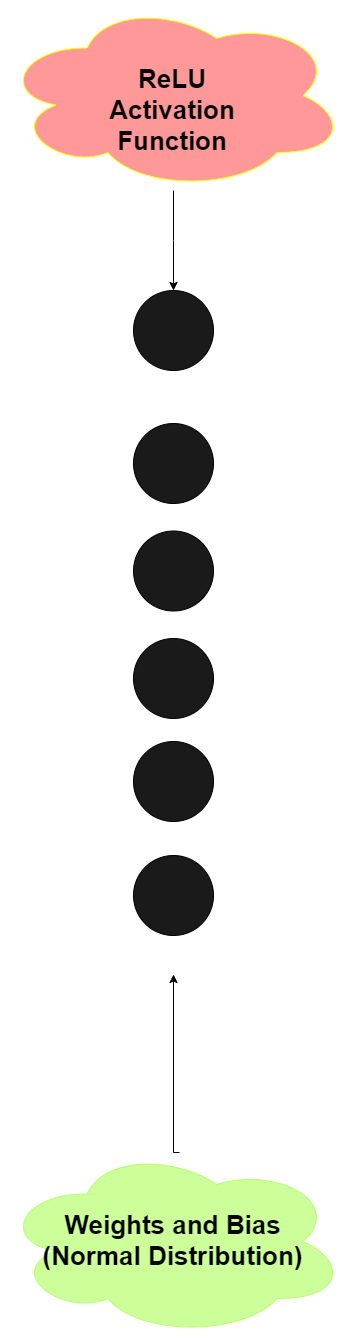 ReLU
Activation
Function
Weights and Bias
(Normal Distribution)